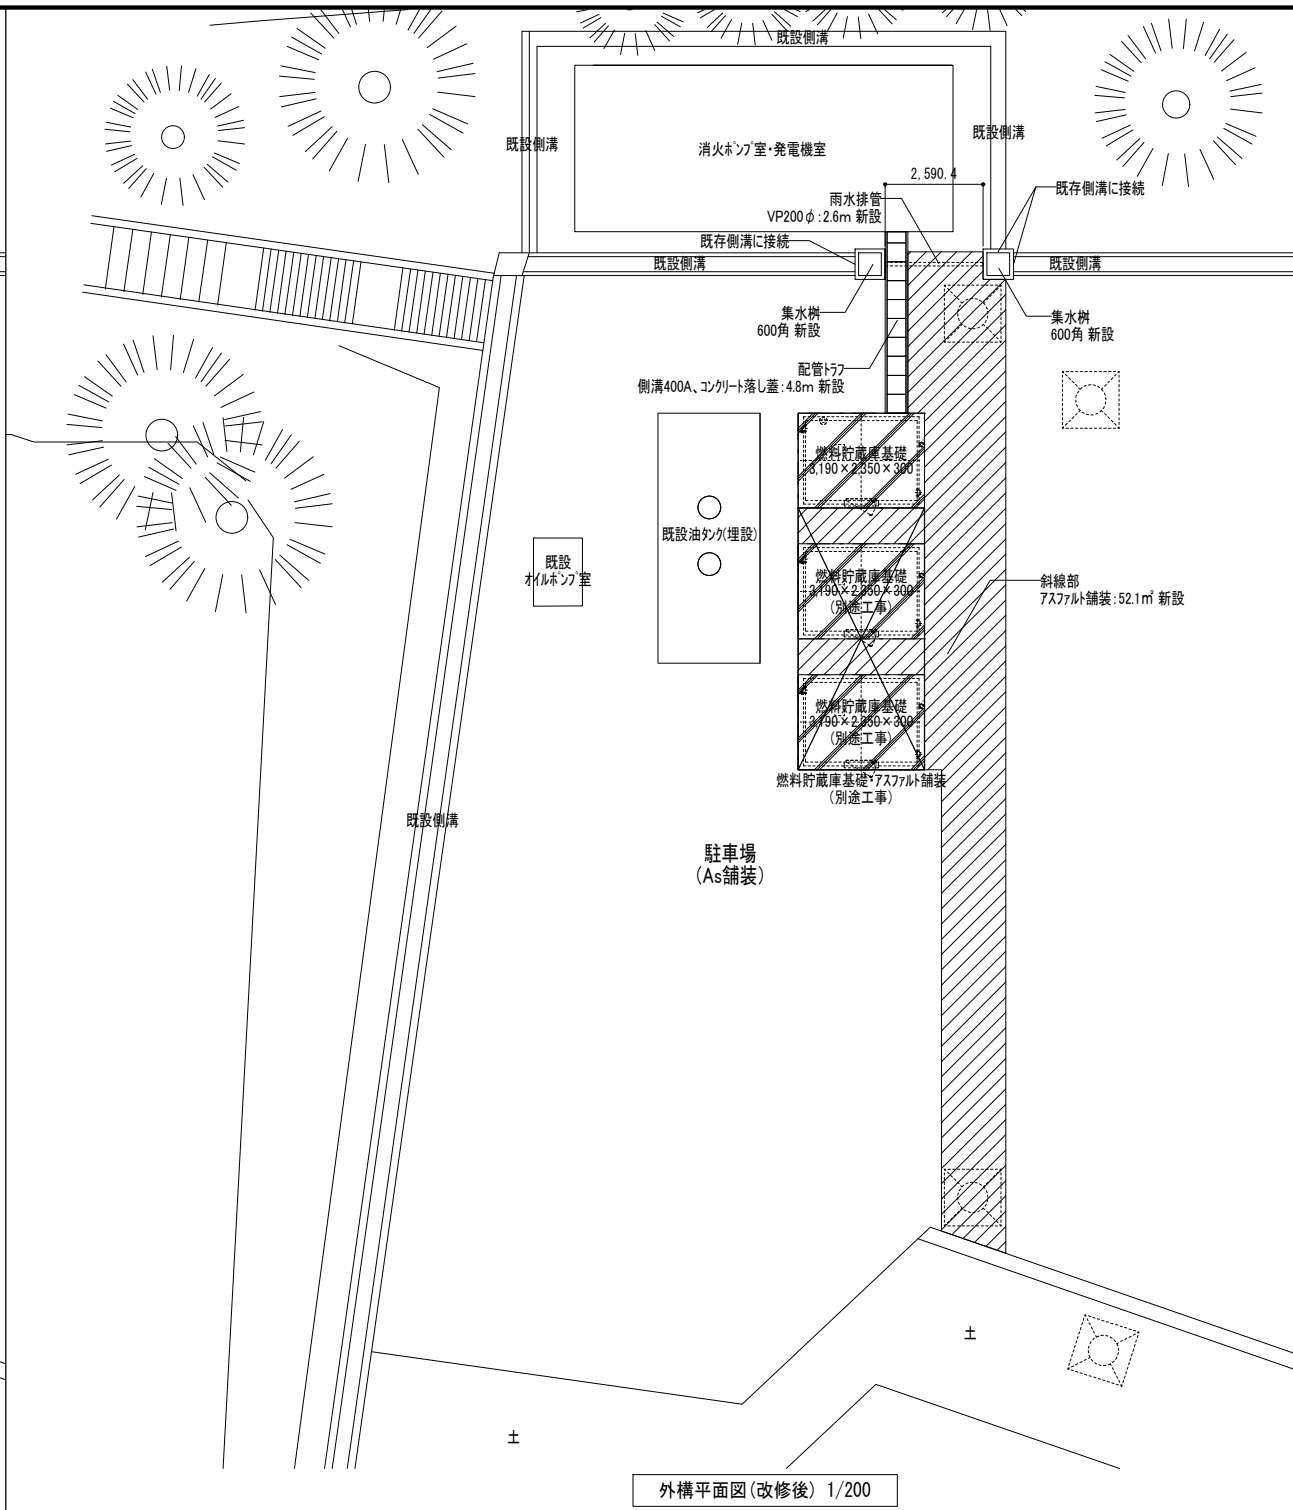 既設側溝
既設側溝
既設側溝
消火ポンプ室・発電機室
2,590.4
既存側溝に接続
雨水排管
VP200φ:2.6m 新設
既存側溝に接続
既設側溝
既設側溝
集水桝
600角 新設
集水桝
600角 新設
配管トラフ
側溝400A、コンクリート落し蓋:4.8m 新設
燃料貯蔵庫基礎
3,190×2,350×300
既設油タンク(埋設)
既設
オイルポンプ室
燃料貯蔵庫基礎
3,190×2,350×300
(別途工事)
斜線部
アスファルト舗装:52.1㎡ 新設
燃料貯蔵庫基礎
3,190×2,350×300
(別途工事)
燃料貯蔵庫基礎・アスファルト舗装
(別途工事)
既設側溝
駐車場
(As舗装)
土
土
外構平面図(改修後) 1/200